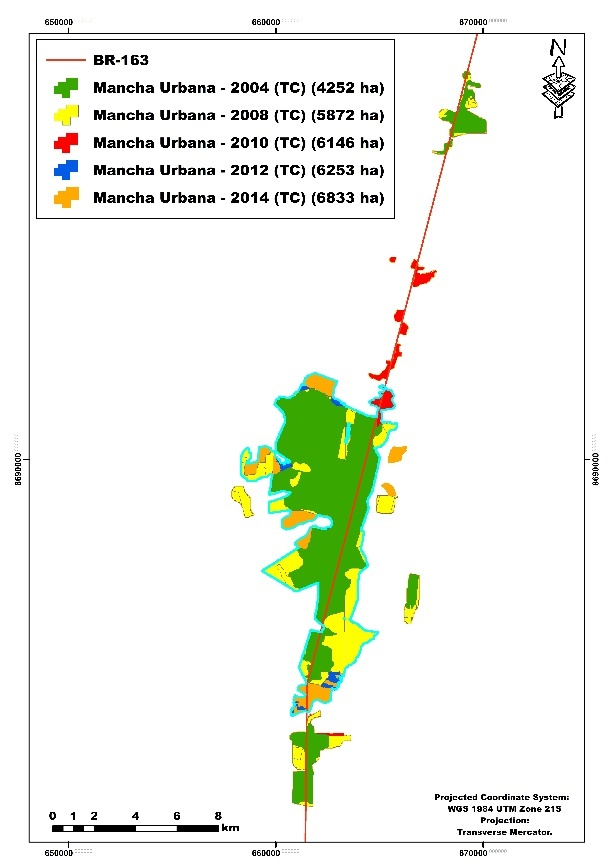 650000 660000 670000
N
BR-163
Mancha Urbana - 2004 (TC) (4252 ha)
Mancha Urbana - 2008 (TC) (5872 ha)
Mancha Urbana - 2010 (TC) (6146 ha)
Mancha Urbana - 2012 (TC) (6253 ha)
Mancha Urbana - 2014 (TC) (6833 ha)
8690000 8690000
Projected Coordinate System:
WGS 1984 UTM Zone 21S
Projection:
Transverse Mercator.
0 1 2 4 6 8
km
650000 660000 670000